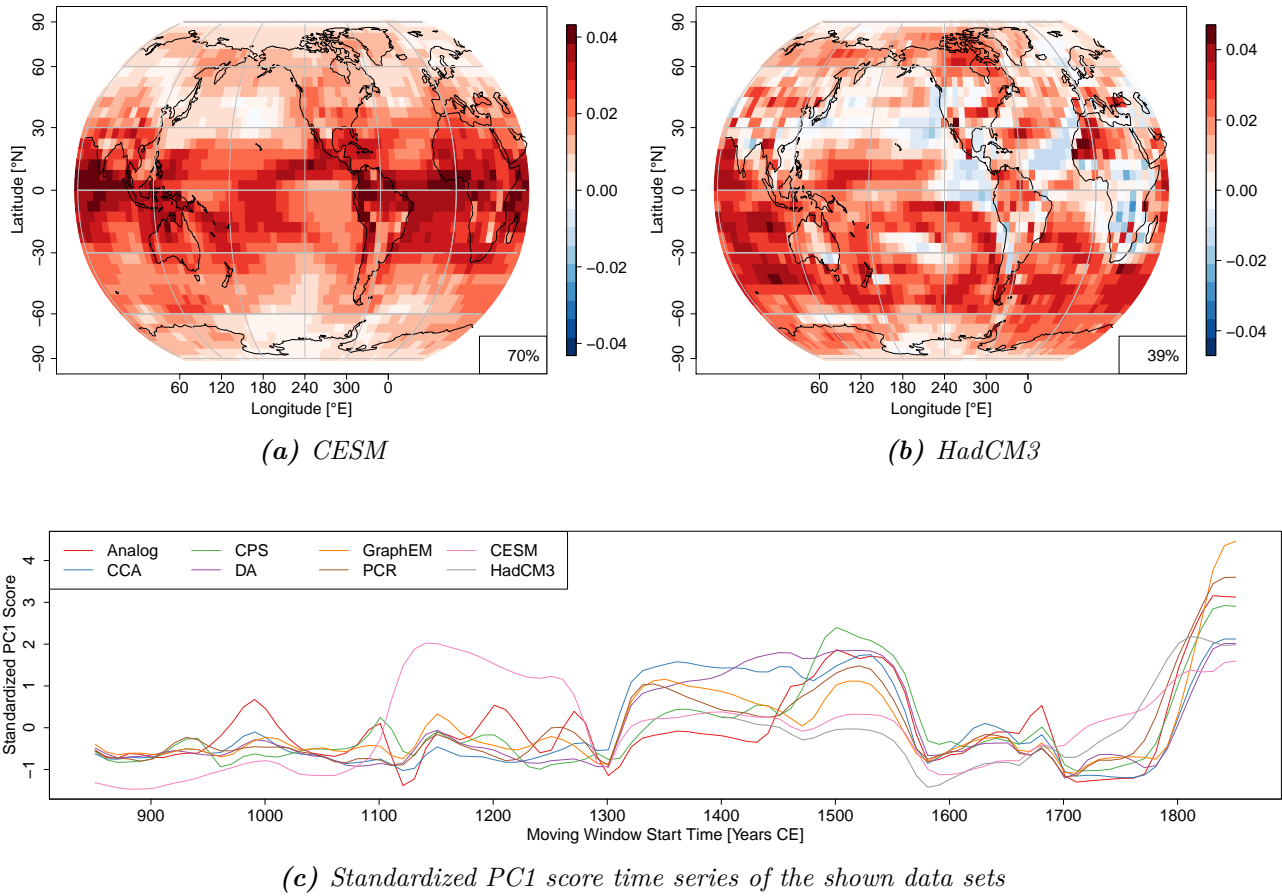 90
60
30
0
−30
−60
−90
Latitude [°N]
60 120 180 240 300 0
Longitude [°E]
70%
0.04
0.02
0.00
−0.02
−0.04
(a) CESM
90
60
30
0
−30
−60
−90
Latitude [°N]
60 120 180 240 300 0
Longitude [°E]
39%
0.04
0.02
0.00
−0.02
−0.04
(b) HadCM3
Analog CPS GraphEM CESM
CCA DA PCR HadCM3
Standardized PC1 Score
4
3
2
1
0
−1
900 1000 1100 1200 1300 1400 1500 1600 1700 1800
Moving Window Start Time [Years CE]
(c) Standardized PC1 score time series of the shown data sets